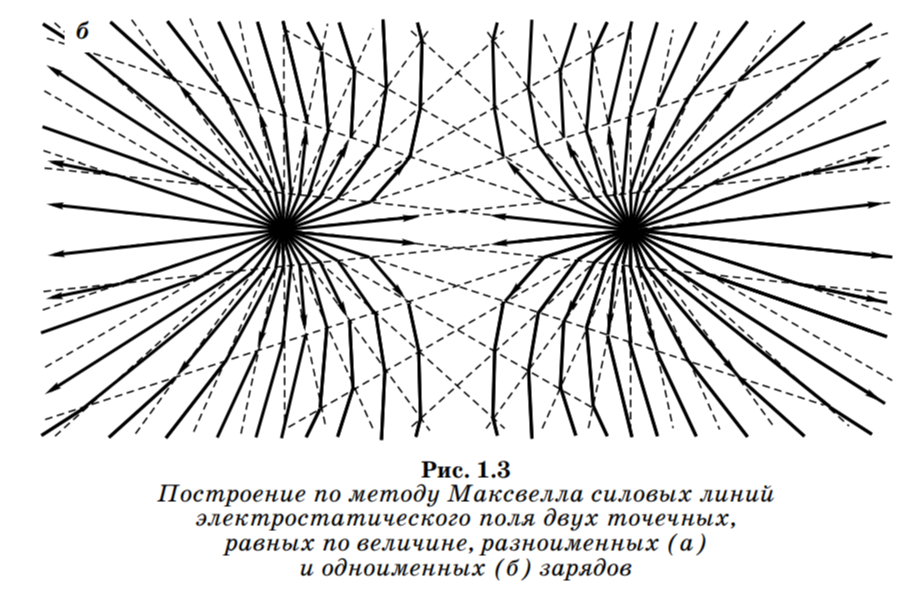 б
Рис. 1.3
Построение по методу Максвелла силовых линий
электростатического поля двух точечных,
равных по величине, разноименных (а)
и одноименных (б) зарядов